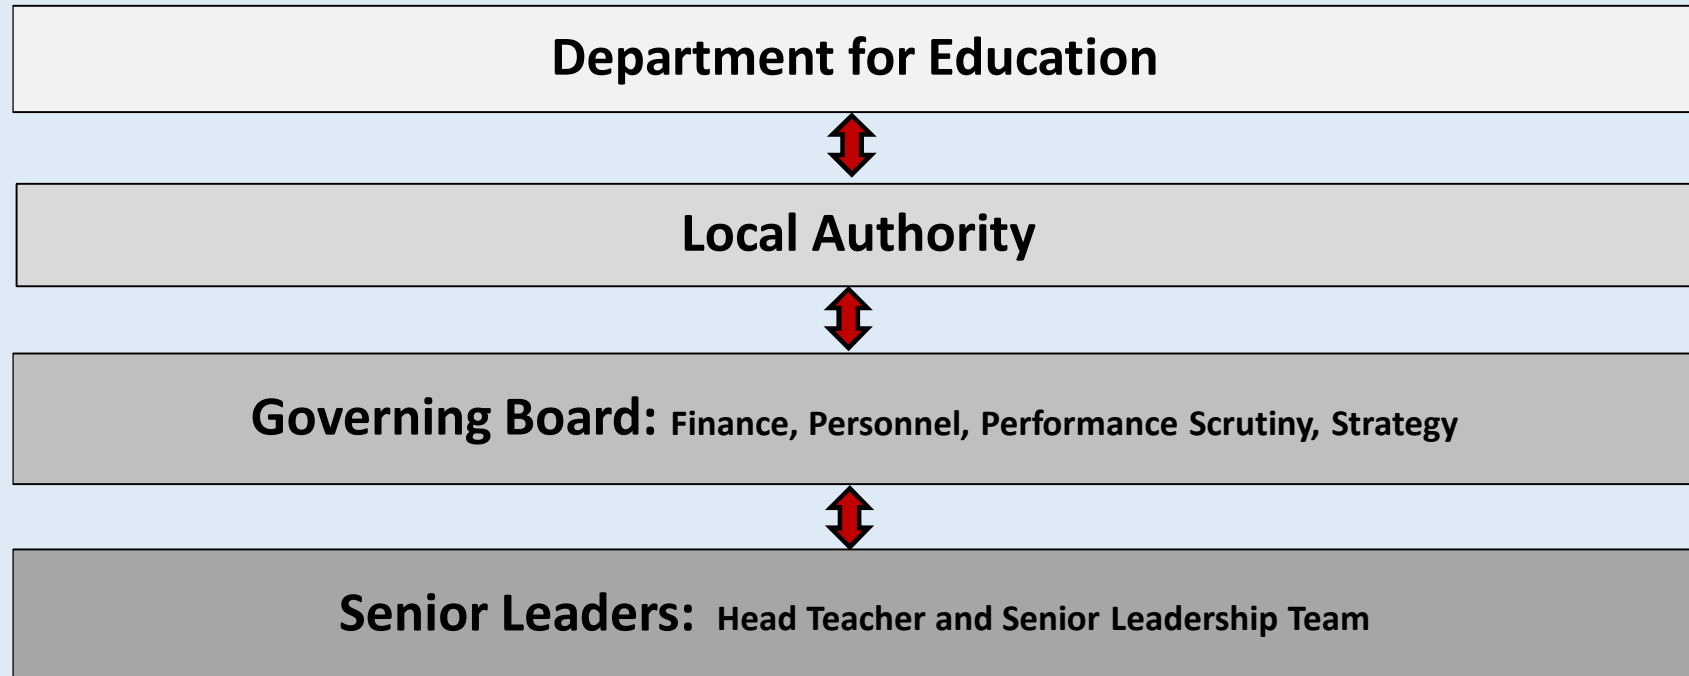 Department for Education
Local Authority
Governing Board: Finance, Personnel, Performance Scrutiny, Strategy
Senior Leaders: Head Teacher and Senior Leadership Team